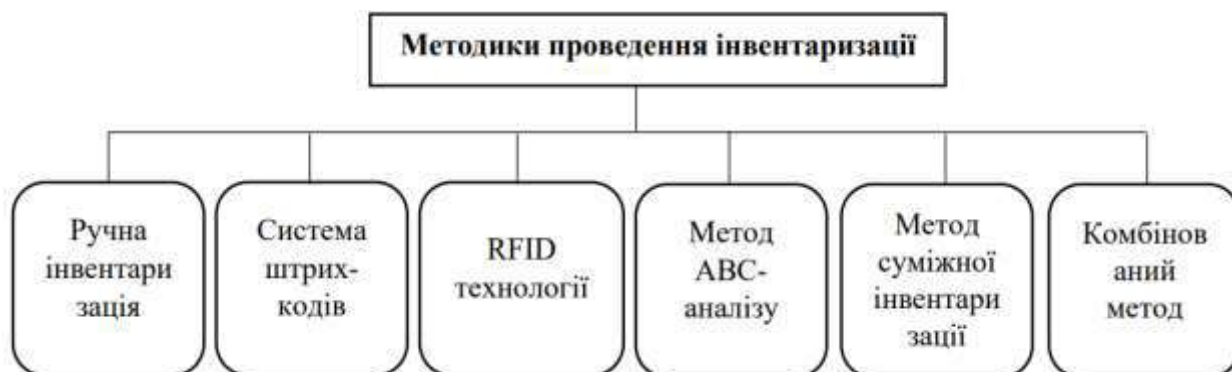 Методики проведення інвентаризації
Ручна
інвентари
зація
Система
штрих-
кодів
RFID
технології
Метод
АВС-
аналізу
Метод
суміжної
інвентари
зації
Комбінов
аний
метод